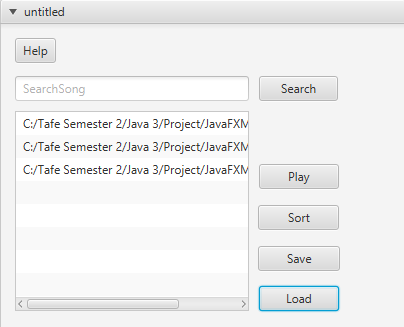 untitled
Help
SearchSong
Search
C:/Tafe Semester 2/Java 3/Project/JavaFXM
C:/Tafe Semester 2/Java 3/Project/JavaFXM
C:/Tafe Semester 2/Java 3/Project/JavaFXM
Play
Sort
Save
Load